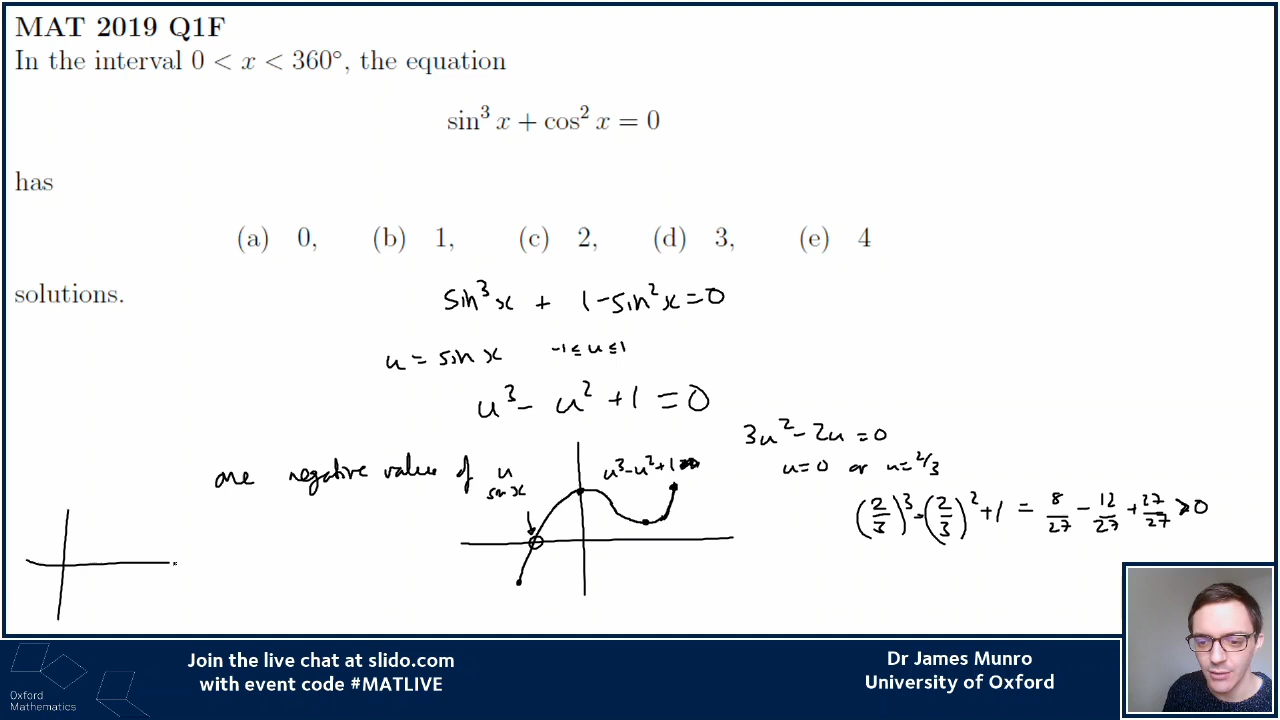 MAT 2019 Q1F
In the interval 0 < x < 360°, the equation
sin³ x + cos² x = 0
has
(a) 0, (b) 1, (c) 2, (d) 3, (e) 4
solutions.
sin³x + 1-sin²x=0
u = sin x -1≤u≤1
u³- u² +1 =0
3u²-2u =0
u=0 or u=2/3
one negative value of u
sin x
u³-u²+1
(2/3)³-(2/3)²+1 = 8/27 - 12/27 + 27/27 >0
Oxford
Mathematics
Join the live chat at slido.com
with event code #MATLIVE
Dr James Munro
University of Oxford